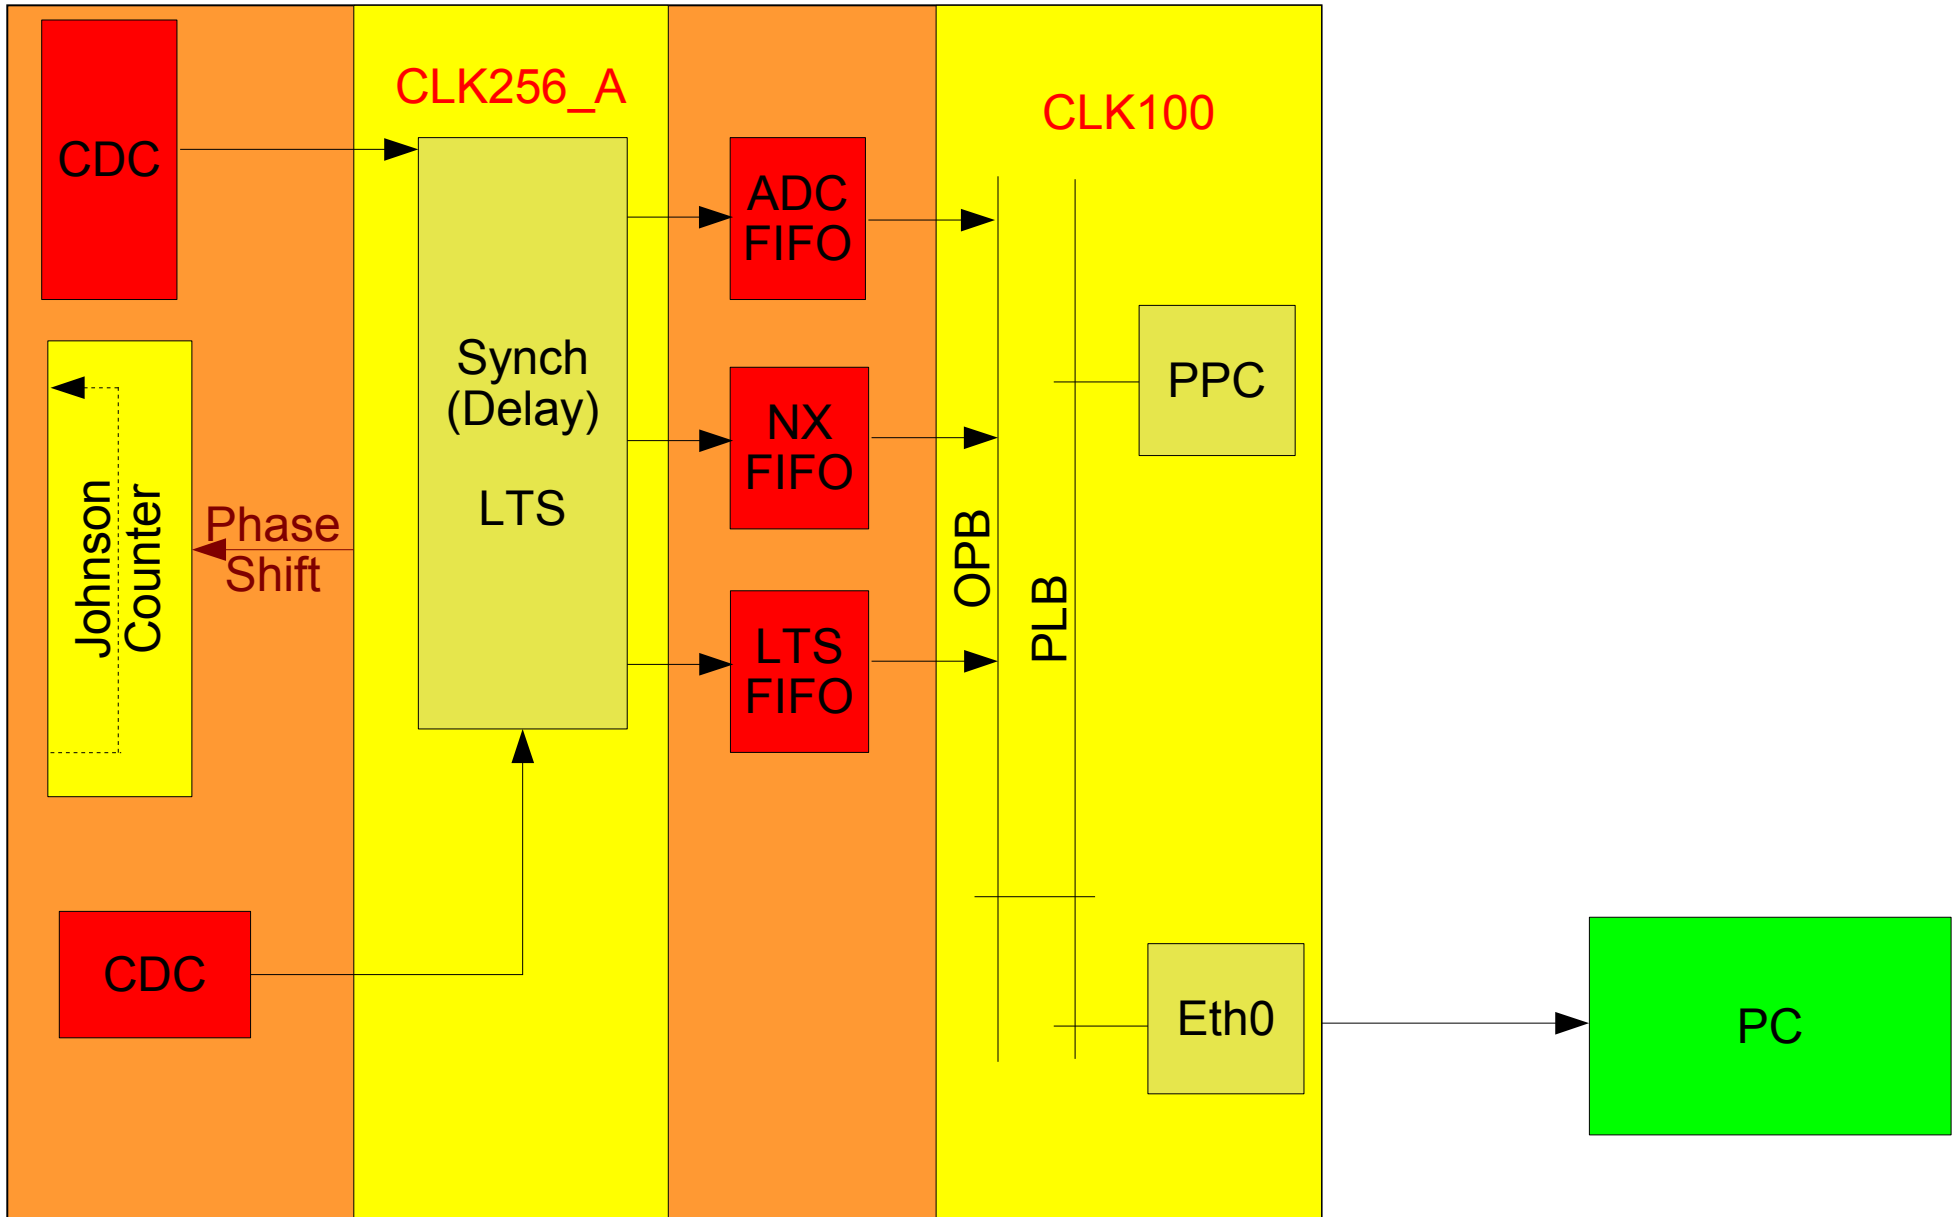 CLK256_A
CLK100
CDC
ADC
FIFO
Synch
(Delay)
LTS
NX
FIFO
PPC
Johnson
Counter
Phase
Shift
LTS
FIFO
OPB
PLB
CDC
Eth0
PC